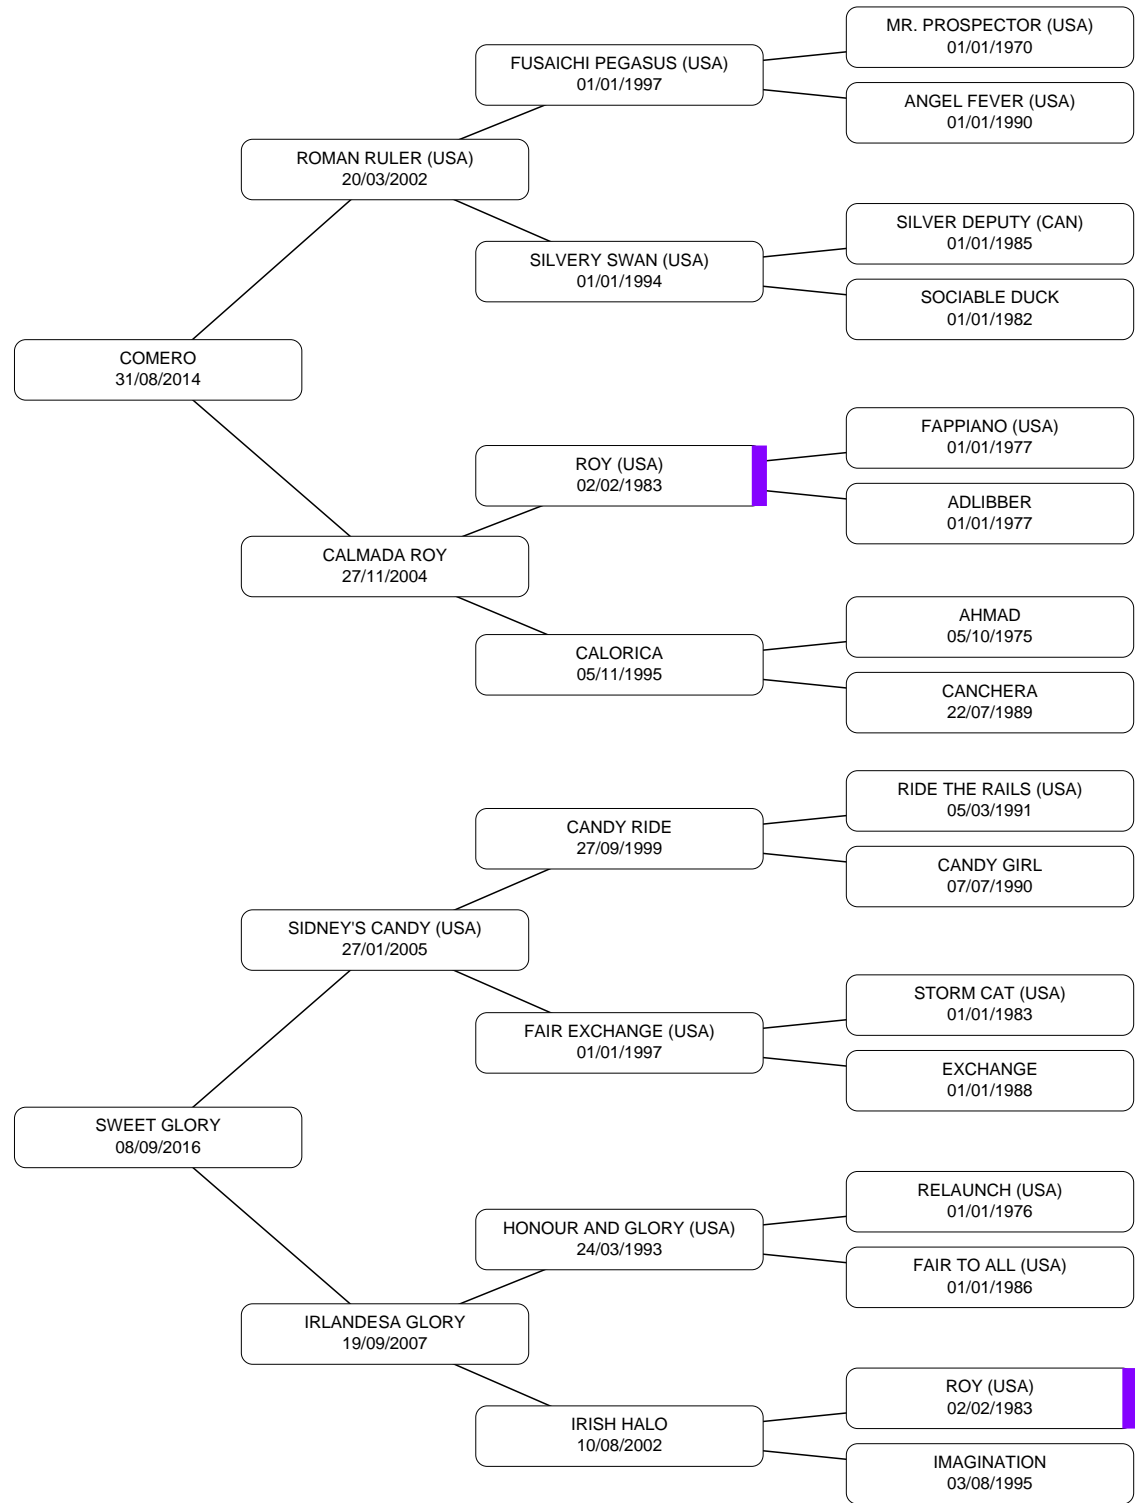 MR. PROSPECTOR (USA)
01/01/1970
FUSAICHI PEGASUS (USA)
01/01/1997
ANGEL FEVER (USA)
01/01/1990
ROMAN RULER (USA)
20/03/2002
SILVER DEPUTY (CAN)
01/01/1985
SILVERY SWAN (USA)
01/01/1994
SOCIABLE DUCK
01/01/1982
COMERO
31/08/2014
FAPPIANO (USA)
01/01/1977
ROY (USA)
02/02/1983
ADLIBBER
01/01/1977
CALMADA ROY
27/11/2004
AHMAD
05/10/1975
CALORICA
05/11/1995
CANCHERA
22/07/1989
RIDE THE RAILS (USA)
05/03/1991
CANDY RIDE
27/09/1999
CANDY GIRL
07/07/1990
SIDNEY'S CANDY (USA)
27/01/2005
STORM CAT (USA)
01/01/1983
FAIR EXCHANGE (USA)
01/01/1997
EXCHANGE
01/01/1988
SWEET GLORY
08/09/2016
RELAUNCH (USA)
01/01/1976
HONOUR AND GLORY (USA)
24/03/1993
FAIR TO ALL (USA)
01/01/1986
IRLANDESA GLORY
19/09/2007
ROY (USA)
02/02/1983
IRISH HALO
10/08/2002
IMAGINATION
03/08/1995